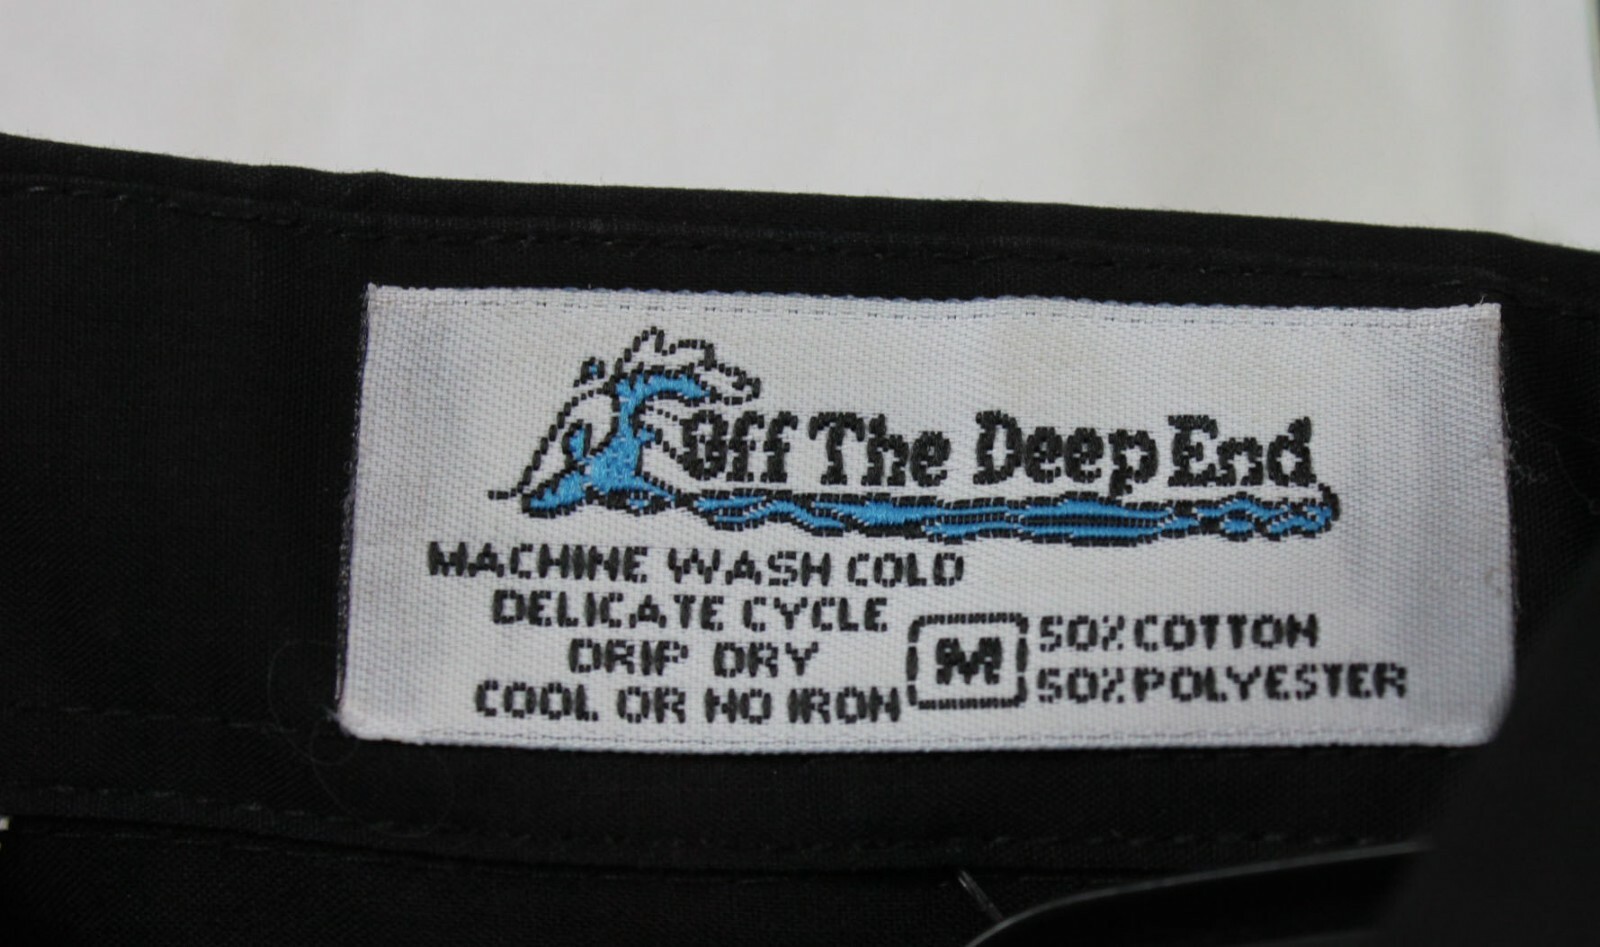 Off The Deep End
MACHINE WASH COLD
DELICATE CYCLE
DRIP DRY
COOL OR NO IRON
M
50% COTTON
50% POLYESTER